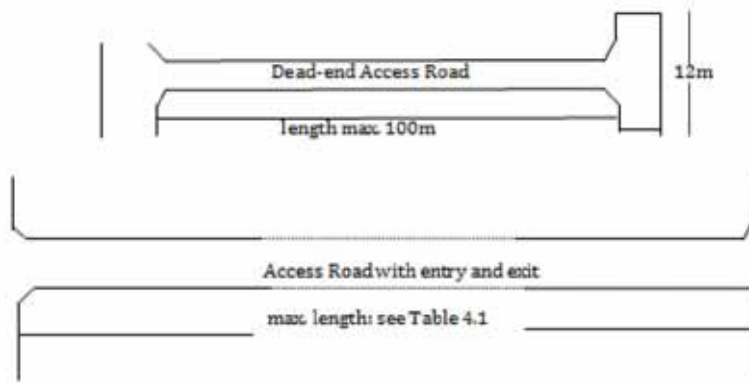 Dead-end Access Road
12m
length max. 100m
Access Road with entry and exit
max. length: see Table 4.1